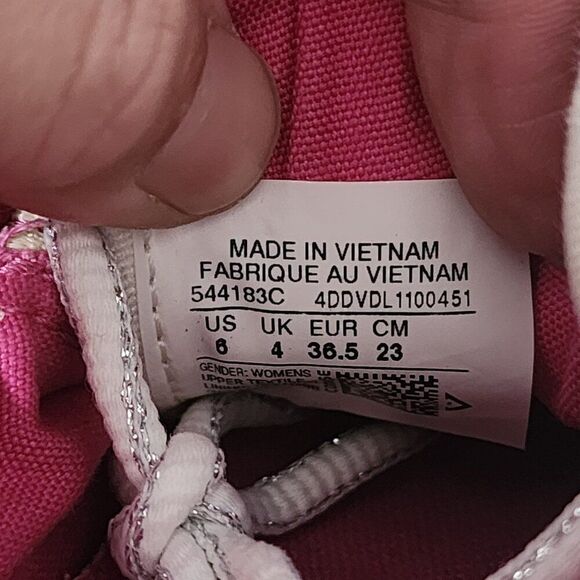 MADE IN VIETNAM
FABRIQUE AU VIETNAM
544183C 4DDVDL1100451
US UK EUR CM
6 4 36.5 23
GENDER: WOMENS
UPPER TEXTILE